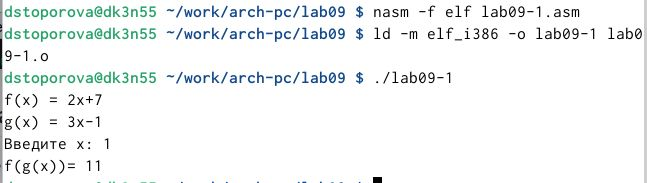 dstoporova@dk3n55 ~/work/arch-pc/lab09 $ nasm -f elf lab09-1.asm
dstoporova@dk3n55 ~/work/arch-pc/lab09 $ ld -m elf_i386 -o lab09-1 lab0
9-1.o
dstoporova@dk3n55 ~/work/arch-pc/lab09 $ ./lab09-1
f(x) = 2x+7
g(x) = 3x-1
Введите x: 1
f(g(x))= 11